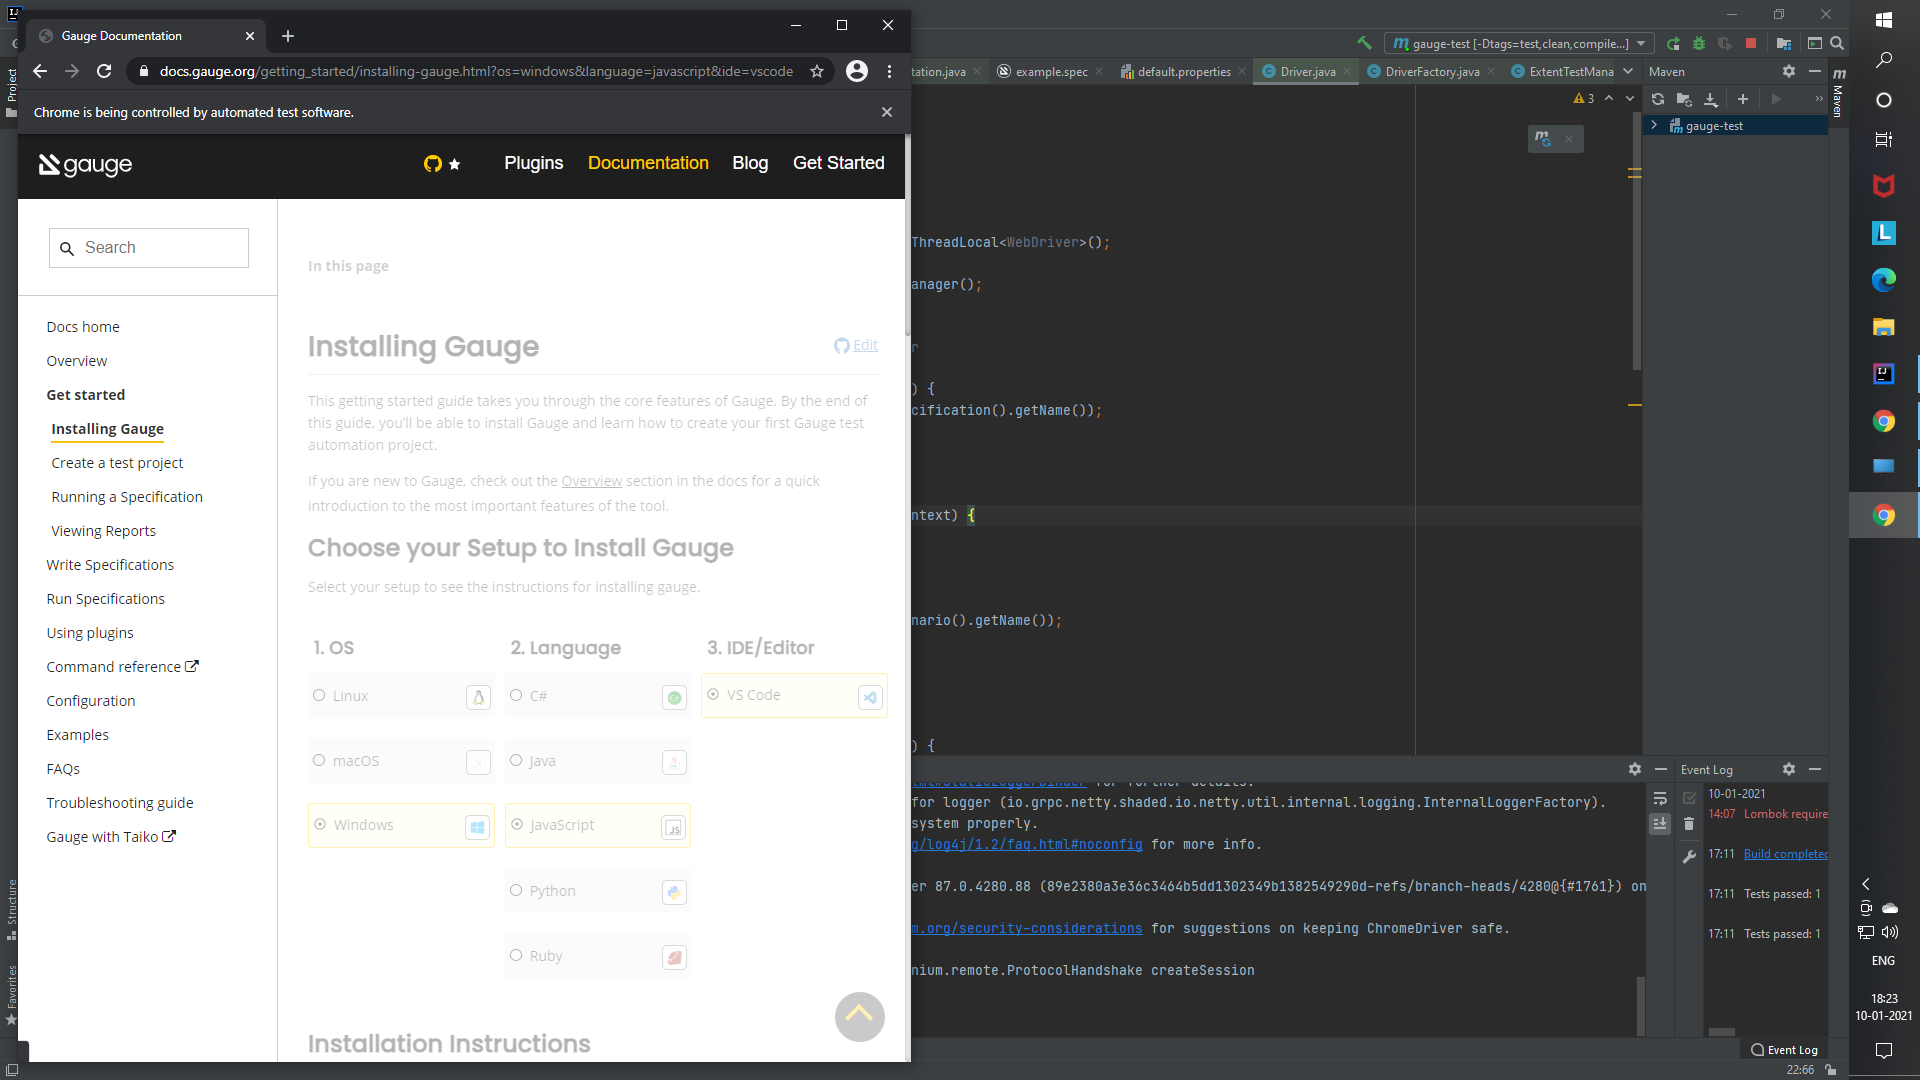 Gauge Documentation
docs.gauge.org/getting_started/installing-gauge.html?os=windows&language=javascript&ide=vscode
Chrome is being controlled by automated test software.
gauge
Plugins
Documentation
Blog
Get Started
Search
Docs home
Overview
Get started
Installing Gauge
Create a test project
Running a Specification
Viewing Reports
Write Specifications
Run Specifications
Using plugins
Command reference
Configuration
Examples
FAQs
Troubleshooting guide
Gauge with Taiko
In this page
Installing Gauge
Edit
This getting started guide takes you through the core features of Gauge. By the end of
this guide, you'll be able to install Gauge and learn how to create your first Gauge test
automation project.
If you are new to Gauge, check out the Overview section in the docs for a quick
introduction to the most important features of the tool.
Choose your Setup to Install Gauge
Select your setup to see the instructions for installing gauge.
1. OS
2. Language
3. IDE/Editor
Linux
C#
VS Code
macOS
Java
Windows
JavaScript
JS
Python
Ruby
Installation Instructions
Project
Structure
Favorites
gauge-test [-Dtags=test,clean,compile...]
tation.java
example.spec
default.properties
Driver.java
DriverFactory.java
ExtentTestMana
Maven
3
gauge-test
Maven
ThreadLocal<WebDriver>();
anager();
r
) {
cification().getName());
ntext) {
nario().getName());
) {
for further details.
for logger (io.grpc.netty.shaded.io.netty.util.internal.logging.InternalLoggerFactory).
system properly.
g/log4j/1.2/faq.html#noconfig for more info.
er 87.0.4280.88 (89e2380a3e36c3464b5dd1302349b1382549290d-refs/branch-heads/4280@{#1761}) on
m.org/security-considerations for suggestions on keeping ChromeDriver safe.
nium.remote.ProtocolHandshake createSession
Event Log
10-01-2021
14:07 Lombok require
17:11 Build completed
17:11 Tests passed: 1
17:11 Tests passed: 1
Event Log
22:66
ENG
18:23
10-01-2021